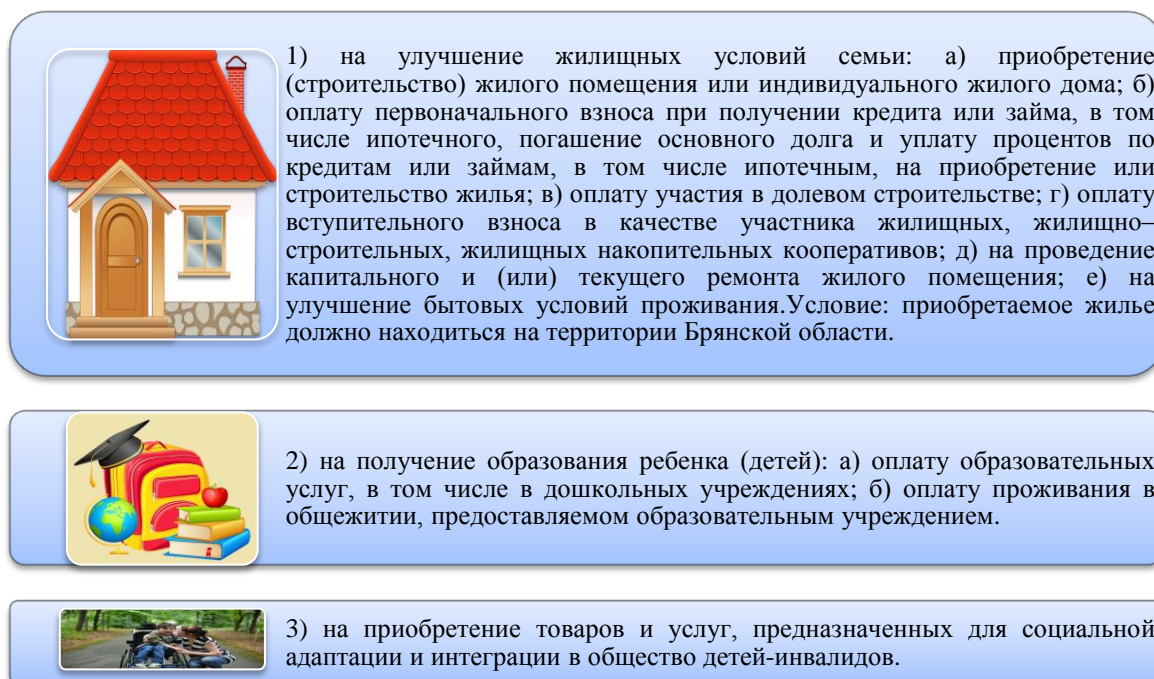 1) на улучшение жилищных условий семьи: а) приобретение
(строительство) жилого помещения или индивидуального жилого дома; б)
оплату первоначального взноса при получении кредита или займа, в том
числе ипотечного, погашение основного долга и уплату процентов по
кредитам или займам, в том числе ипотечным, на приобретение или
строительство жилья; в) оплату участия в долевом строительстве; г) оплату
вступительного взноса в качестве участника жилищных, жилищно–
строительных, жилищных накопительных кооперативов; д) на проведение
капитального и (или) текущего ремонта жилого помещения; е) на
улучшение бытовых условий проживания.Условие: приобретаемое жилье
должно находиться на территории Брянской области.
2) на получение образования ребенка (детей): а) оплату образовательных
услуг, в том числе в дошкольных учреждениях; б) оплату проживания в
общежитии, предоставляемом образовательным учреждением.
3) на приобретение товаров и услуг, предназначенных для социальной
адаптации и интеграции в общество детей-инвалидов.